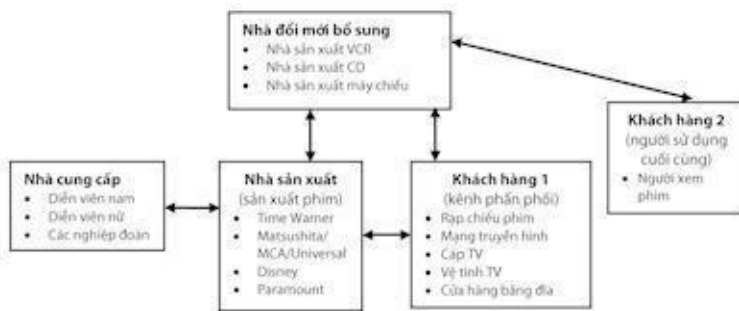 Nhà đổi mới bổ sung
• Nhà sản xuất VCR
• Nhà sản xuất CD
• Nhà sản xuất máy chiếu
Khách hàng 2
(người sử dụng
cuối cùng)
• Người xem
phim
Nhà cung cấp
• Diễn viên nam
• Diễn viên nữ
• Các nghiệp đoàn
Nhà sản xuất
(sản xuất phim)
• Time Warner
• Matsushita/
MCA/Universal
• Disney
• Paramount
Khách hàng 1
(kênh phân phối)
• Rạp chiếu phim
• Mạng truyền hình
• Cáp TV
• Vệ tinh TV
• Cửa hàng băng đĩa